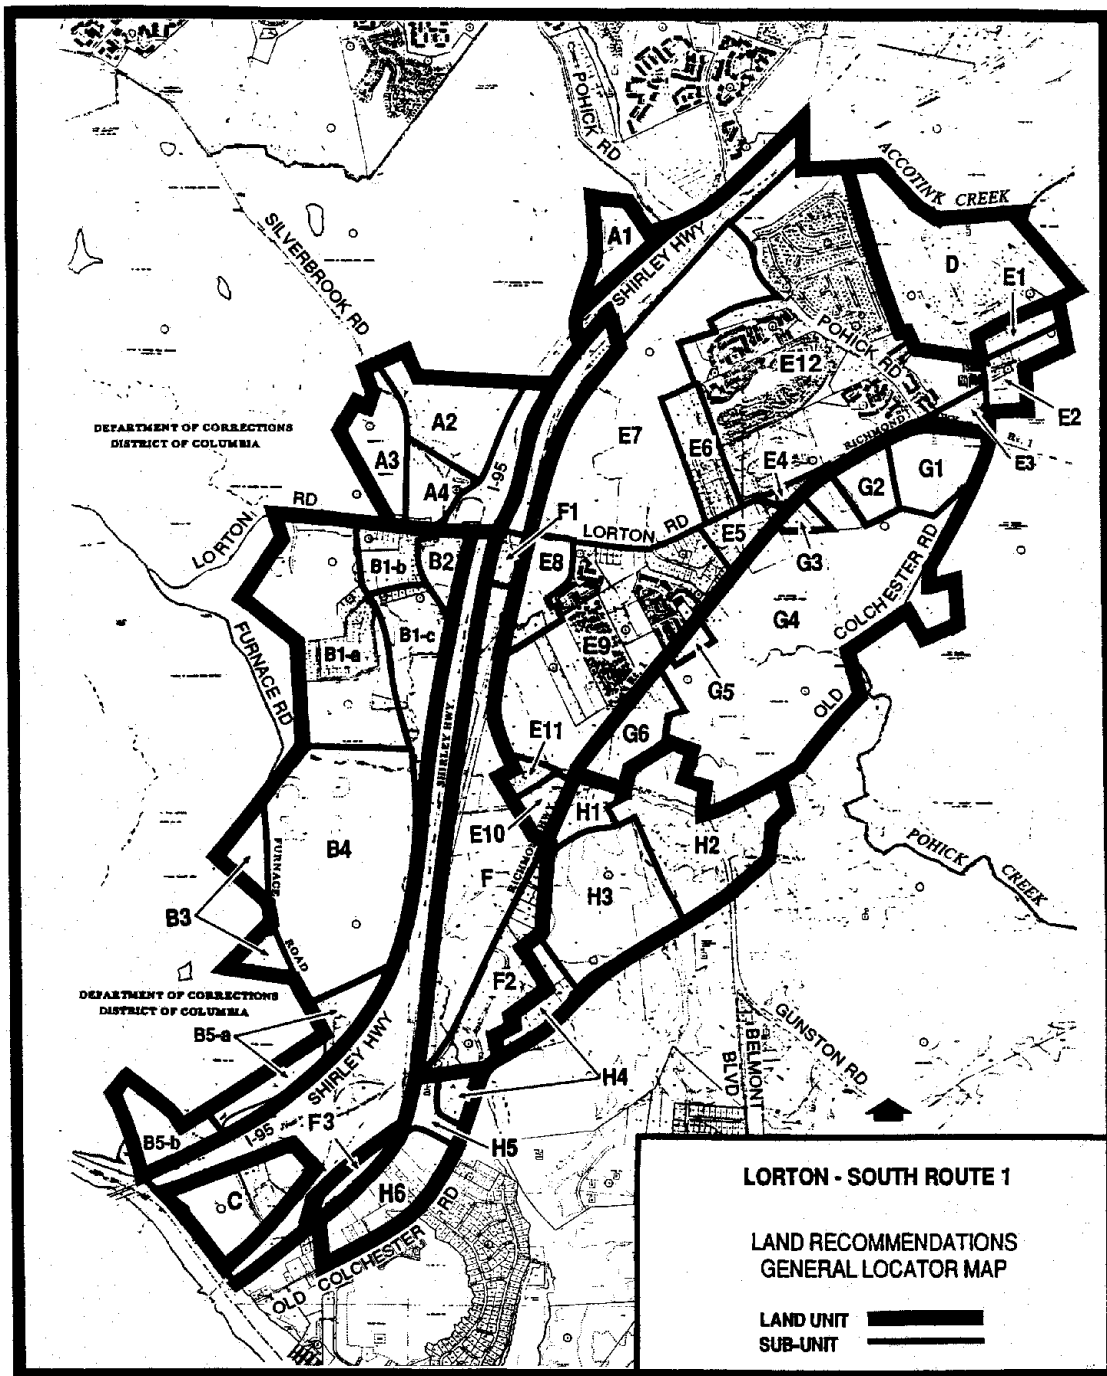 POHICK
RD
ACCOTINK CREEK
SILVERBROOK RD
A1
SHIRLEY HWY
D
E1
POHICK RD
E12
E2
DEPARTMENT OF CORRECTIONS
DISTRICT OF COLUMBIA
A2
A3
A4
I-95
E7
E6
E4
RICHMOND
Rt. 1
E3
G1
G2
LORTON RD
F1
LORTON RD
E5
G3
B1-b
B2
E8
COLCHESTER RD
OLD
G4
B1-c
B1-a
E9
FURNACE RD
G5
SHIRLEY HWY.
E11
G6
B4
E10
H1
H2
FURNACE
ROAD
RICHMOND HWY
F
H3
POHICK
CREEK
B3
DEPARTMENT OF CORRECTIONS
DISTRICT OF COLUMBIA
F2
B5-a
SHIRLEY HWY
I-95
GUNSTON RD
BELMONT
BLVD
H4
F3
B5-b
H5
C
H6
OLD COLCHESTER RD
LORTON - SOUTH ROUTE 1
LAND RECOMMENDATIONS
GENERAL LOCATOR MAP
LAND UNIT
SUB-UNIT